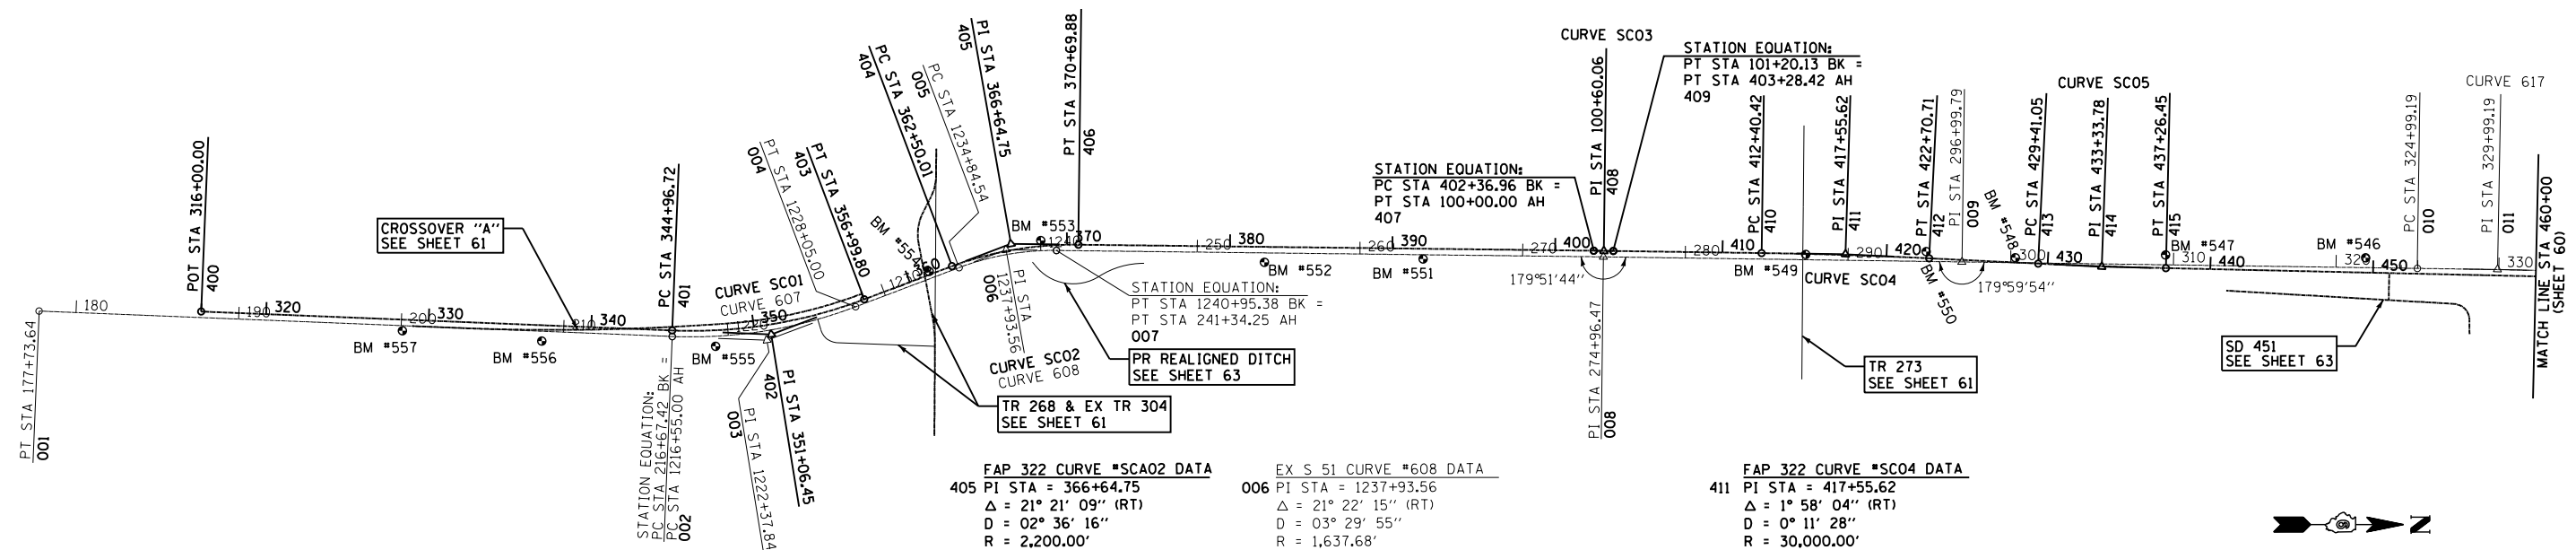 PT STA 177+73.64
001
180
POT STA 316+00.00
400
190
320
CROSSOVER "A"
SEE SHEET 61
200
330
BM #557
BM #556
210
340
STATION EQUATION:
PC STA 216+67.42 BK =
PC STA 1216+55.00 AH
002
PC STA 344+96.72
401
BM #555
CURVE SC01
CURVE 607
1220
350
PI STA 1222+37.84
003
PI STA 351+06.45
402
PT STA 1228+05.00
004
PT STA 356+99.80
403
BM #554
1230
360
PC STA 362+50.01
404
PC STA 1234+84.54
005
PI STA 366+64.75
405
PI STA
1237+93.56
006
CURVE SC02
CURVE 608
BM #553
1240
370
PT STA 370+69.88
406
STATION EQUATION:
PT STA 1240+95.38 BK =
PT STA 241+34.25 AH
007
PR REALIGNED DITCH
SEE SHEET 63
TR 268 & EX TR 304
SEE SHEET 61
250
380
BM #552
260
390
BM #551
STATION EQUATION:
PC STA 402+36.96 BK =
PT STA 100+00.00 AH
407
270
400
CURVE SC03
PI STA 100+60.06
408
179°51'44"
PI STA 274+96.47
008
STATION EQUATION:
PT STA 101+20.13 BK =
PT STA 403+28.42 AH
409
280
410
PC STA 412+40.42
410
BM #549
CURVE SC04
TR 273
SEE SHEET 61
PI STA 417+55.62
411
290
420
PT STA 422+70.71
412
BM #550
PI STA 296+99.79
009
179°59'54"
BM #548
300
PC STA 429+41.05
413
430
CURVE SC05
PI STA 433+33.78
414
PT STA 437+26.45
415
BM #547
310
440
BM #546
320
450
SD 451
SEE SHEET 63
PC STA 324+99.19
010
CURVE 617
PI STA 329+99.19
011
330
MATCH LINE STA 460+00
(SHEET 60)
FAP 322 CURVE #SCA02 DATA
405 PI STA = 366+64.75
Δ = 21° 21' 09" (RT)
D = 02° 36' 16"
R = 2,200.00'
EX S 51 CURVE #608 DATA
006 PI STA = 1237+93.56
Δ = 21° 22' 15" (RT)
D = 03° 29' 55"
R = 1,637.68'
FAP 322 CURVE #SC04 DATA
411 PI STA = 417+55.62
Δ = 1° 58' 04" (RT)
D = 0° 11' 28"
R = 30,000.00'
N